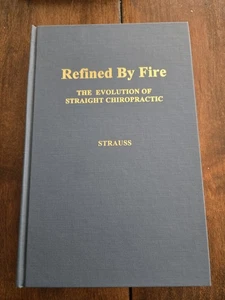 Refined By Fire
THE EVOLUTION OF
STRAIGHT CHIROPRACTIC
STRAUSS